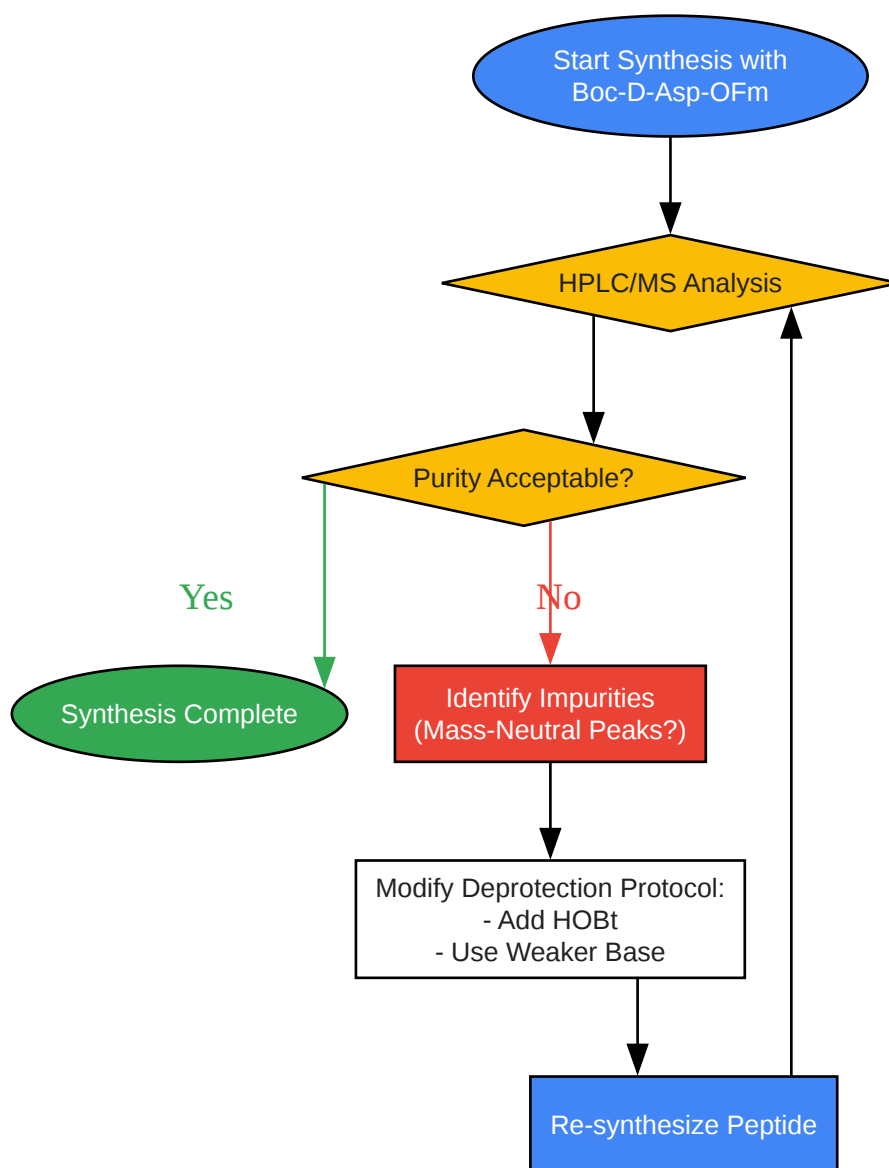 Start Synthesis with
Boc-D-Asp-OFm
HPLC/MS Analysis
Purity Acceptable?
Yes
No
Synthesis Complete
Identify Impurities
(Mass-Neutral Peaks?)
Modify Deprotection Protocol:
- Add HOBt
- Use Weaker Base
Re-synthesize Peptide